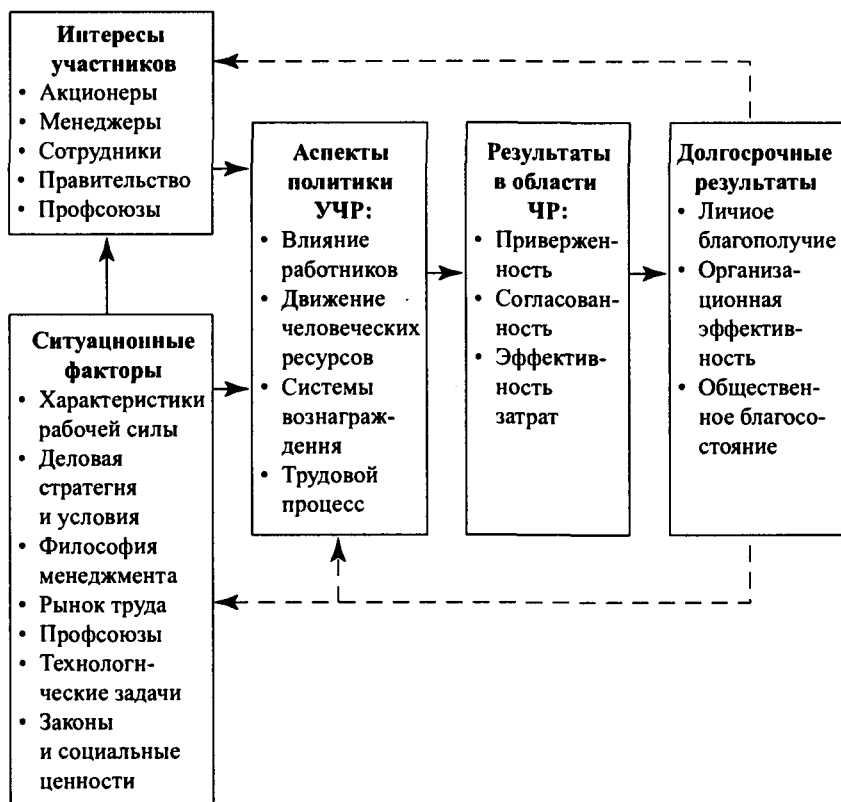 Интересы
участников
• Акционеры
• Менеджеры
• Сотрудники
• Правительство
• Профсоюзы
Ситуационные
факторы
• Характеристики
рабочей силы
• Деловая
стратегня
и условия
• Философия
менеджмента
• Рынок труда
• Профсоюзы
• Технологи-
ческие задачи
• Законы
и социальные
ценности
Аспекты
политики
УЧР:
• Влияние
работников
• Движение
человеческих
ресурсов
• Системы
вознаграж-
дения
• Трудовой
процесс
Результаты
в области
ЧР:
• Привержен-
ность
• Согласован-
ность
• Эффектив-
ность
затрат
Долгосрочные
результаты
• Личное
благополучие
• Организа-
ционная
эффектив-
ность
• Обществен-
ное благосо-
стояние